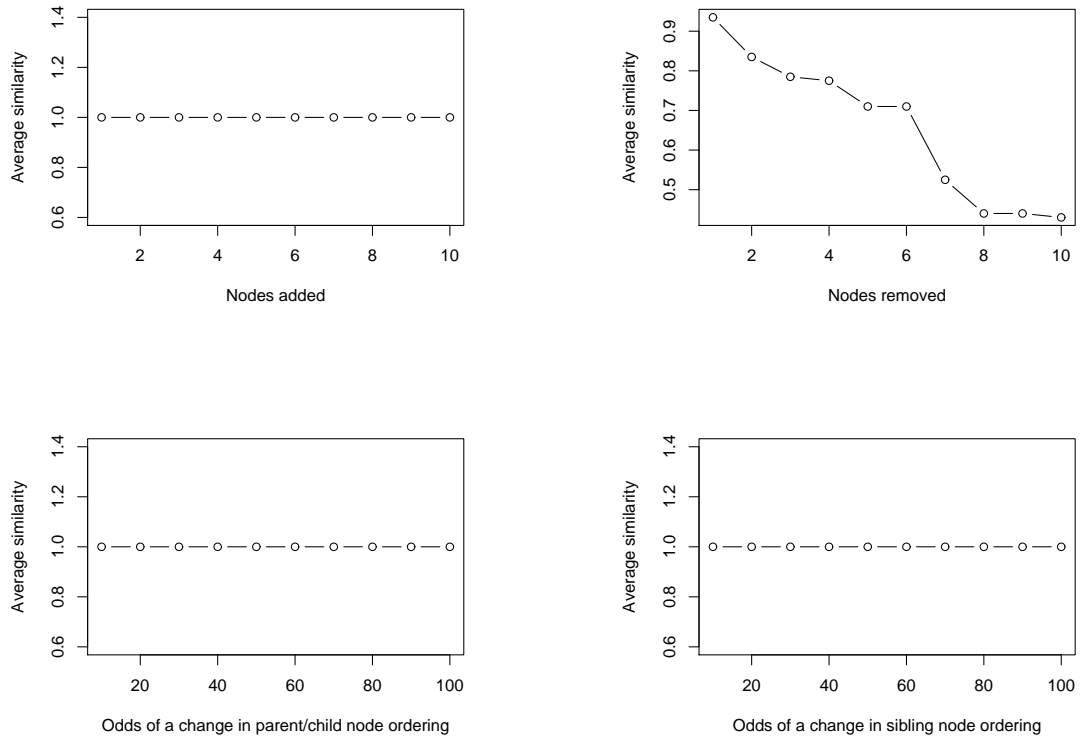 1.4
1.2
1.0
0.8
0.6
Average similarity
2 4 6 8 10
Nodes added
0.9
0.8
0.7
0.6
0.5
Average similarity
2 4 6 8 10
Nodes removed
1.4
1.2
1.0
0.8
0.6
Average similarity
20 40 60 80 100
Odds of a change in parent/child node ordering
1.4
1.2
1.0
0.8
0.6
Average similarity
20 40 60 80 100
Odds of a change in sibling node ordering